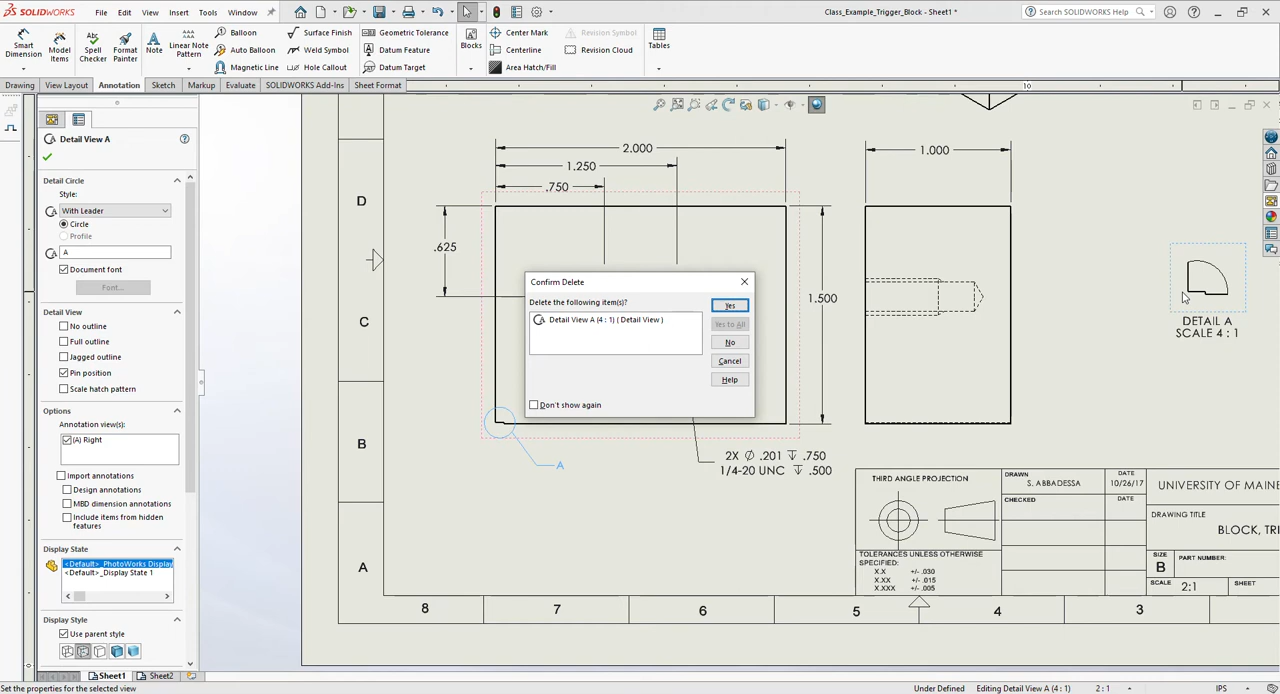 SOLIDWORKS File Edit View Insert Tools Window Class_Example_Trigger_Block - Sheet1 * Search SOLIDWORKS Help
Smart Dimension
Model Items
Spell Checker
Format Painter
Note
Linear Note Pattern
Balloon
Auto Balloon
Magnetic Line
Surface Finish
Weld Symbol
Hole Callout
Geometric Tolerance
Datum Feature
Datum Target
Blocks
Center Mark
Centerline
Area Hatch/Fill
Revision Symbol
Revision Cloud
Tables
Drawing View Layout Annotation Sketch Markup Evaluate SOLIDWORKS Add-Ins Sheet Format
10
Detail View A
Detail Circle
Style:
With Leader
Circle
Profile
A
Document font
Font...
Detail View
No outline
Full outline
Jagged outline
Pin position
Scale hatch pattern
Options
Annotation view(s):
(A) Right
Import annotations
Design annotations
MBD dimension annotations
Include items from hidden
features
Display State
<Default>_PhotoWorks Display
<Default>_Display State 1
Display Style
Use parent style
D
C
B
A
2.000
1.250
.750
.625
1.500
1.000
A
2X Ø .201 ↧ .750
1/4-20 UNC ↧ .500
DETAIL A
SCALE 4 : 1
Confirm Delete
Delete the following item(s)?
Detail View A (4 : 1) ( Detail View )
Yes
Yes to All
No
Cancel
Help
Don't show again
THIRD ANGLE PROJECTION
TOLERANCES UNLESS OTHERWISE
SPECIFIED:
X.X +/- .030
X.XX +/- .015
X.XXX +/- .005
DRAWN
S. ABBADESSA
DATE
10/26/17
CHECKED
DATE
UNIVERSITY OF MAINE
DRAWING TITLE
BLOCK, TRI
SIZE
B
PART NUMBER:
SCALE
2:1
SHEET
8 7 6 5 4 3
Sheet1 Sheet2
Set the properties for the selected view Under Defined Editing Detail View A (4 : 1) 2 : 1 IPS